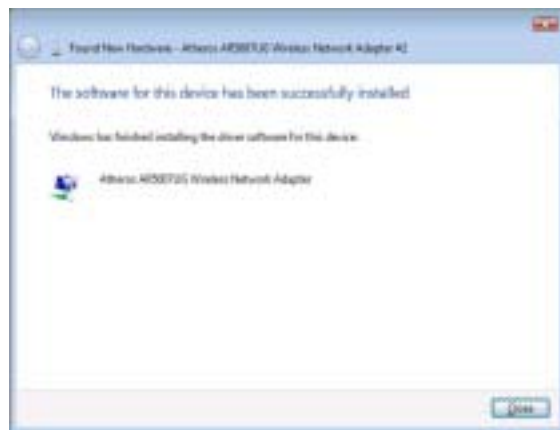 Found New Hardware - Atheros AR5007UG Wireless Network Adapter #2
The software for this device has been successfully installed
Windows has finished installing the driver software for this device:
Atheros AR5007UG Wireless Network Adapter
Close